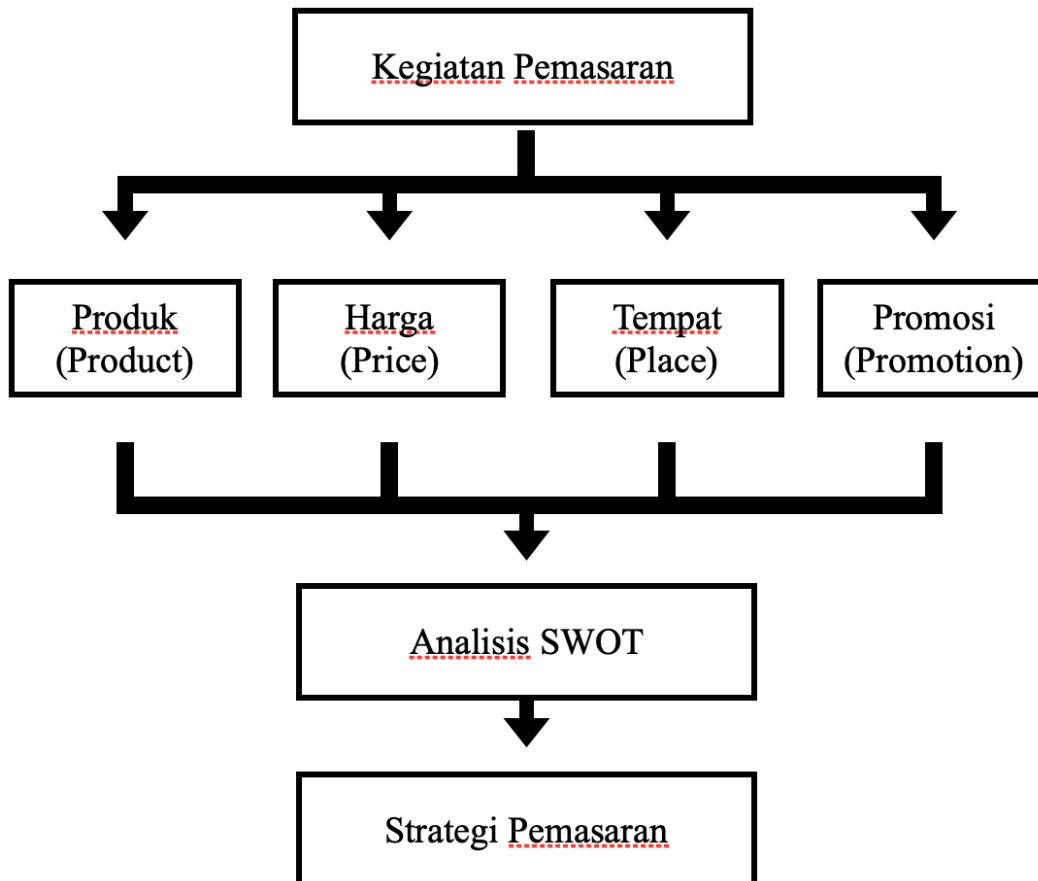 Kegiatan Pemasaran
Produk
(Product)
Harga
(Price)
Tempat
(Place)
Promosi
(Promotion)
Analisis SWOT
Strategi Pemasaran